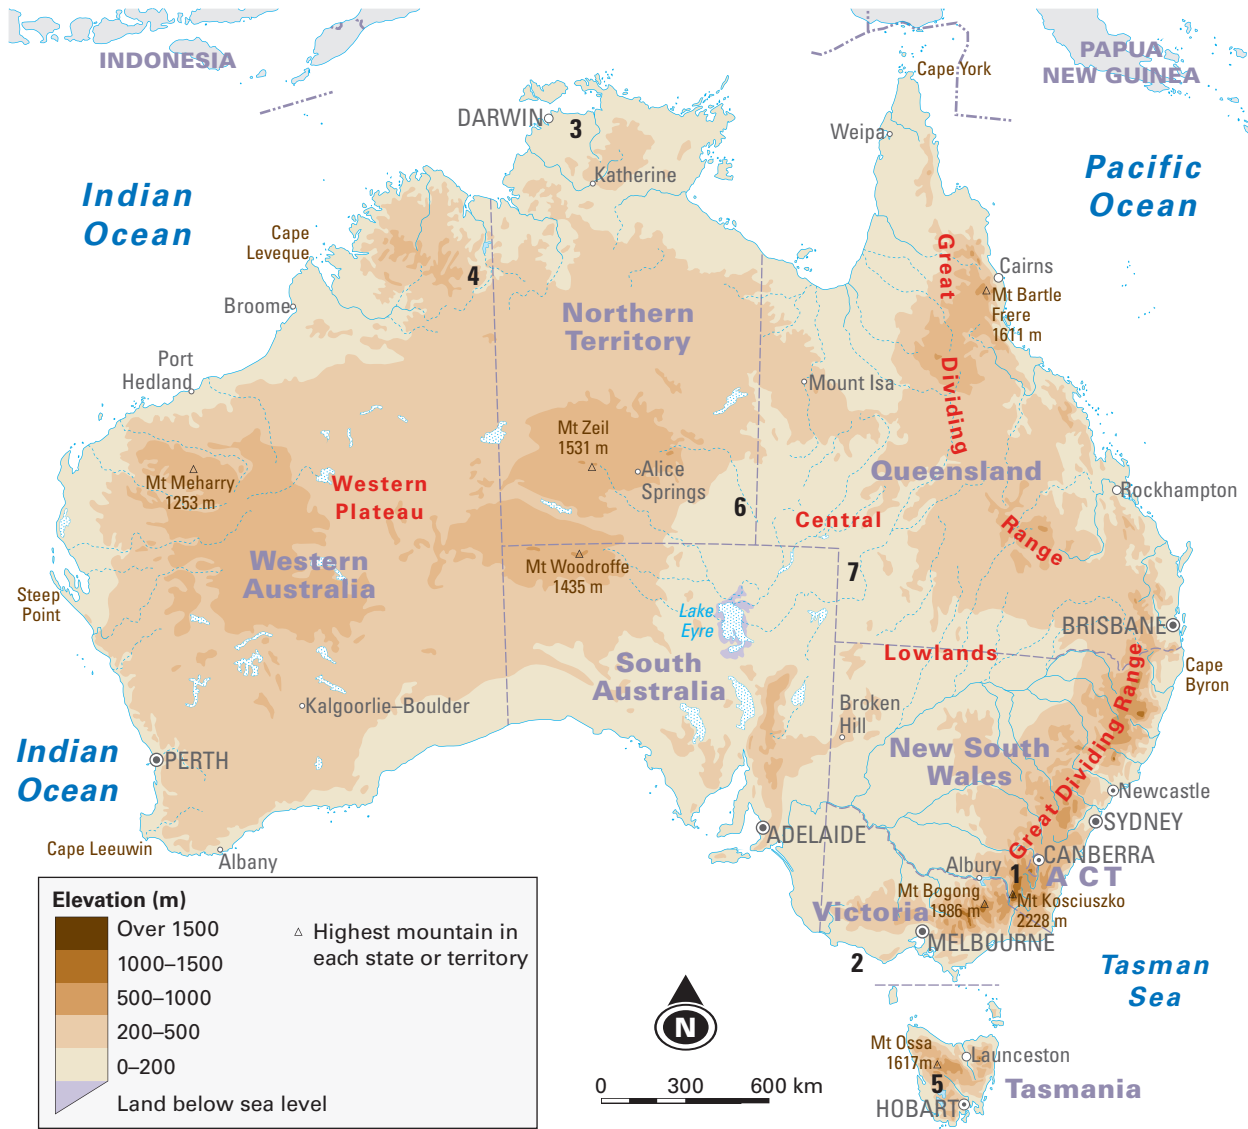 INDONESIA
PAPUA
NEW GUINEA
Cape York
DARWIN
3
Weipa
Katherine
Indian
Ocean
Pacific
Ocean
Cape
Leveque
4
Great
Cairns
Broome
Mt Bartle
Frere
1611 m
Northern
Territory
Port
Hedland
Mount Isa
Dividing
Mt Zeil
1531 m
Alice
Springs
Queensland
Mt Meharry
1253 m
Western
Plateau
Rockhampton
6
Central
Range
Western
Australia
Mt Woodroffe
1435 m
7
Steep
Point
Lake
Eyre
BRISBANE
Lowlands
South
Australia
Cape
Byron
Kalgoorlie–Boulder
Broken
Hill
Great Dividing Range
Indian
Ocean
PERTH
New South
Wales
Newcastle
SYDNEY
ADELAIDE
Cape Leeuwin
Albany
CANBERRA
Albury
1
ACT
Mt Bogong
1986 m
Mt Kosciuszko
2228 m
Victoria
MELBOURNE
2
Tasman
Sea
Elevation (m)
Over 1500
1000–1500
500–1000
200–500
0–200
Land below sea level
Highest mountain in
each state or territory
N
0 300 600 km
Mt Ossa
1617m
Launceston
5
Tasmania
HOBART